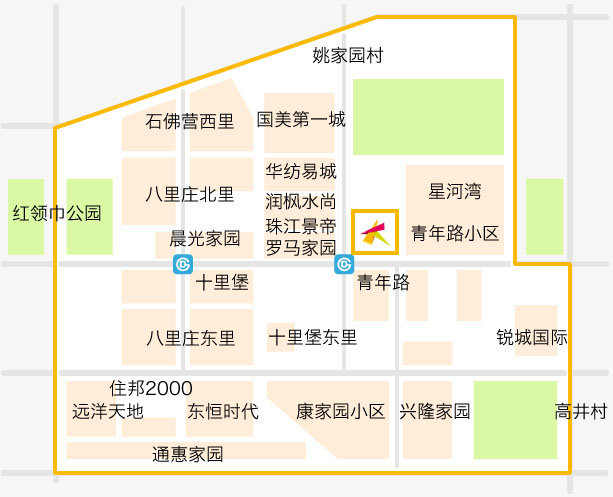 姚家园村
石佛营西里
国美第一城
华纺易城
八里庄北里
星河湾
润枫水尚
红领巾公园
珠江景帝
晨光家园
青年路小区
罗马家园
十里堡
青年路
八里庄东里
十里堡东里
锐城国际
住邦2000
远洋天地
东恒时代
康家园小区
兴隆家园
高井村
通惠家园